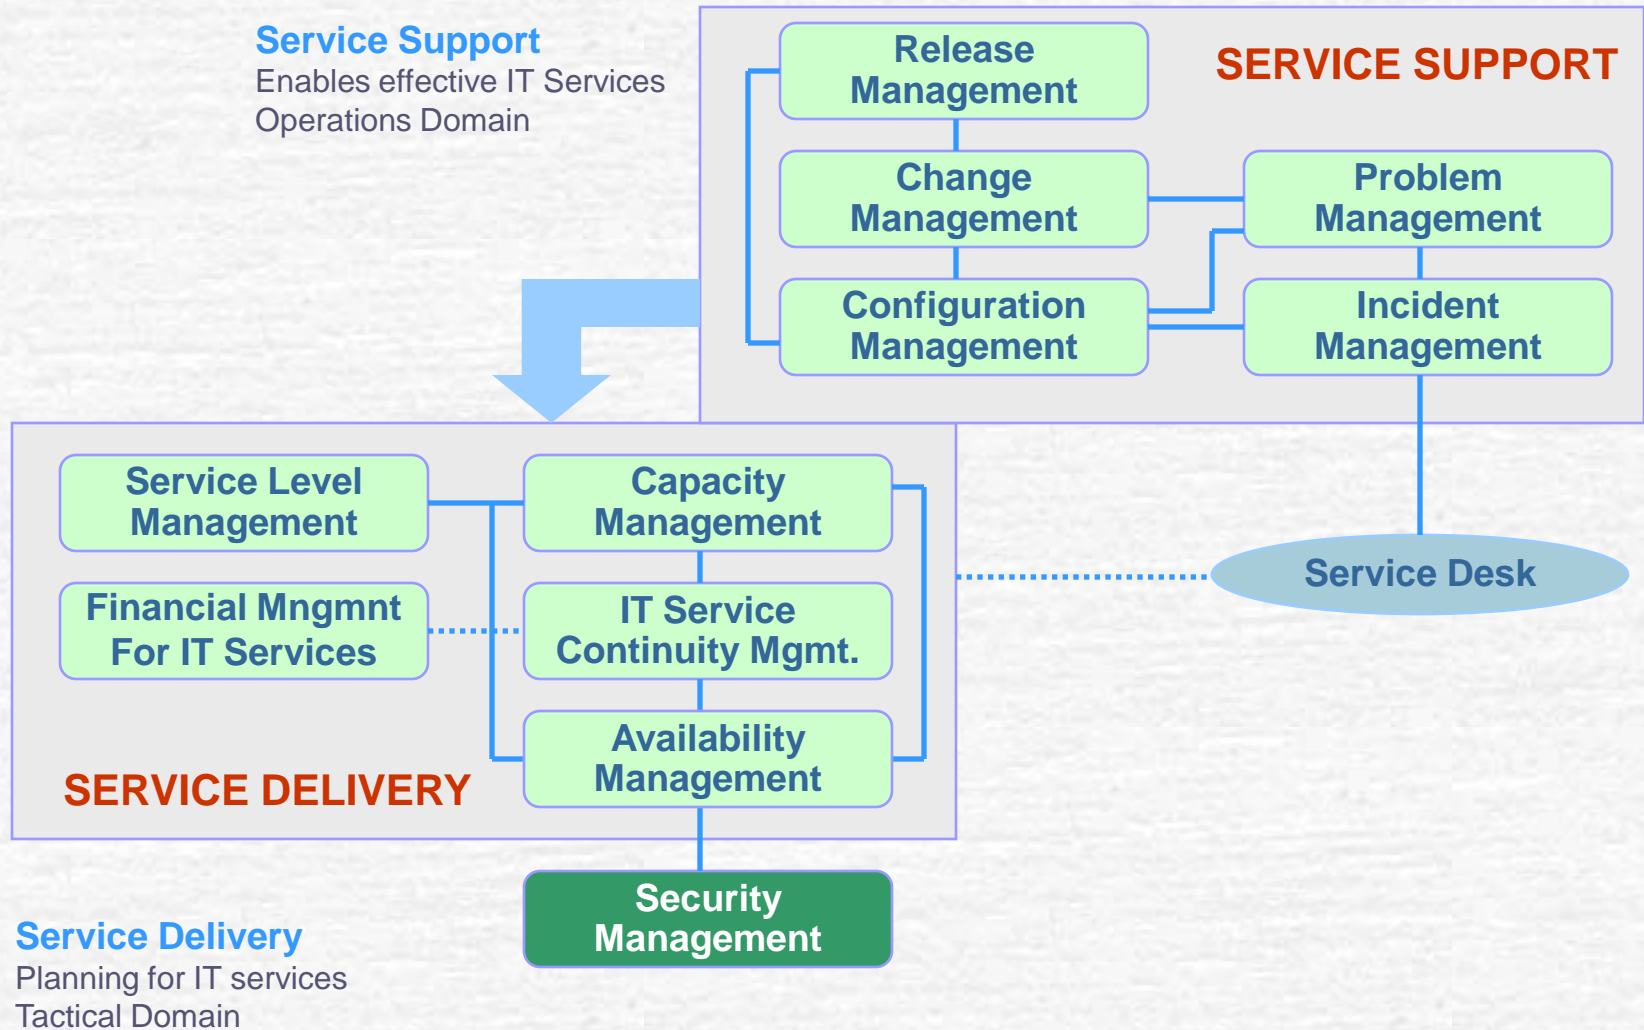 Service Support
Enables effective IT Services
Operations Domain
SERVICE SUPPORT
Release
Management
Change
Management
Problem
Management
Configuration
Management
Incident
Management
Service Level
Management
Capacity
Management
Service Desk
Financial Mngmnt
For IT Services
IT Service
Continuity Mgmt.
Availability
Management
SERVICE DELIVERY
Security
Management
Service Delivery
Planning for IT services
Tactical Domain